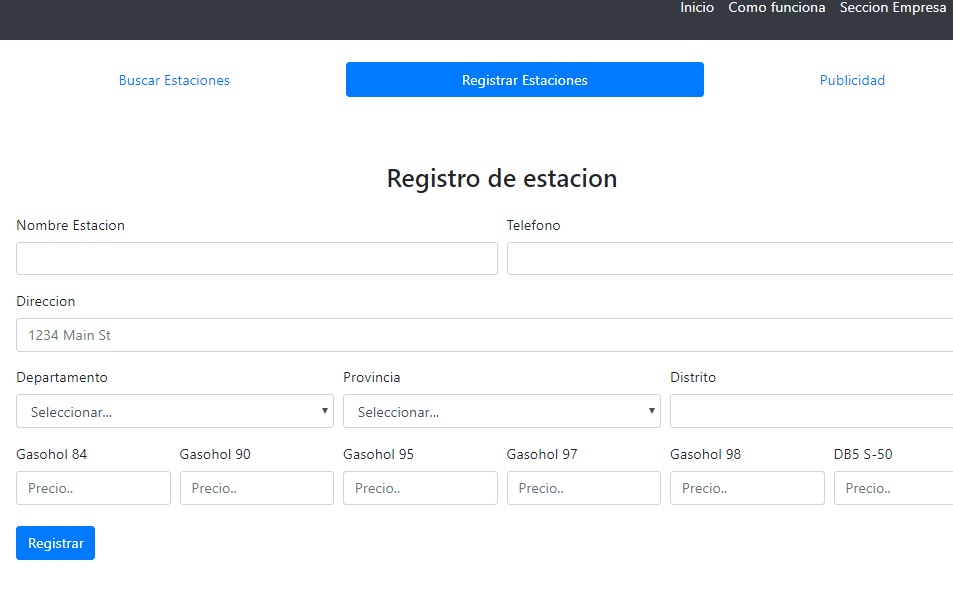 Inicio Como funciona Seccion Empresa
Buscar Estaciones Registrar Estaciones Publicidad
Registro de estacion
Nombre Estacion Telefono
Direccion
1234 Main St
Departamento Provincia Distrito
Seleccionar... Seleccionar...
Gasohol 84 Gasohol 90 Gasohol 95 Gasohol 97 Gasohol 98 DB5 S-50
Precio.. Precio.. Precio.. Precio.. Precio.. Precio..
Registrar